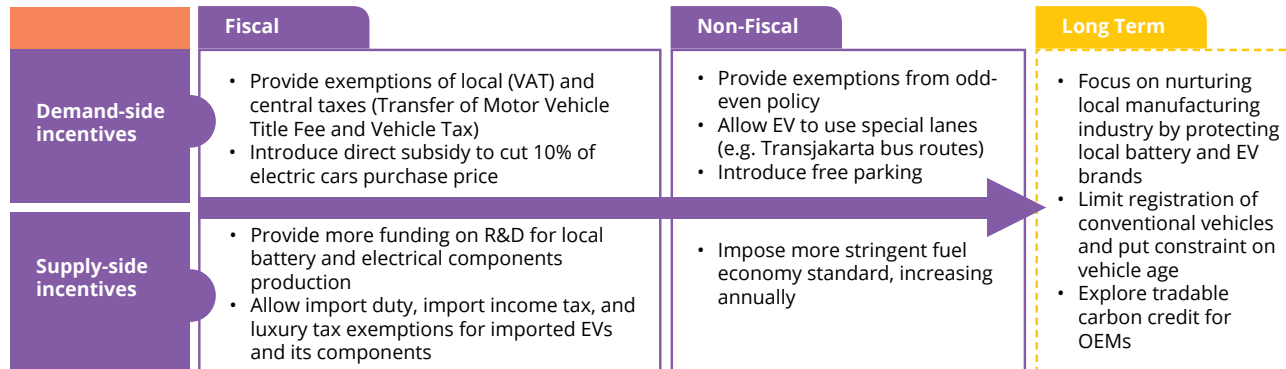 Fiscal
Non-Fiscal
Long Term
Demand-side
incentives
• Provide exemptions of local (VAT) and
central taxes (Transfer of Motor Vehicle
Title Fee and Vehicle Tax)
• Introduce direct subsidy to cut 10% of
electric cars purchase price
• Provide exemptions from odd-
even policy
• Allow EV to use special lanes
(e.g. Transjakarta bus routes)
• Introduce free parking
Supply-side
incentives
• Provide more funding on R&D for local
battery and electrical components
production
• Allow import duty, import income tax, and
luxury tax exemptions for imported EVs
and its components
• Impose more stringent fuel
economy standard, increasing
annually
• Focus on nurturing
local manufacturing
industry by protecting
local battery and EV
brands
• Limit registration of
conventional vehicles
and put constraint on
vehicle age
• Explore tradable
carbon credit for
OEMs